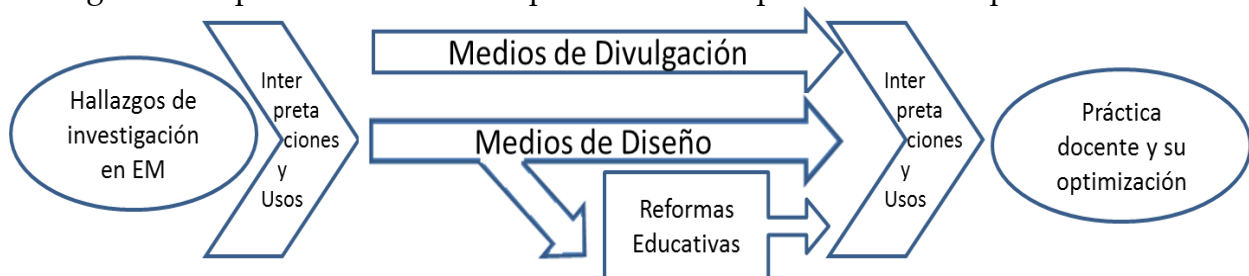 Hallazgos de
investigación
en EM
Inter
preta
ciones
y
Usos
Medios de Divulgación
Medios de Diseño
Reformas
Educativas
Inter
preta
ciones
y
Usos
Práctica
docente y su
optimización